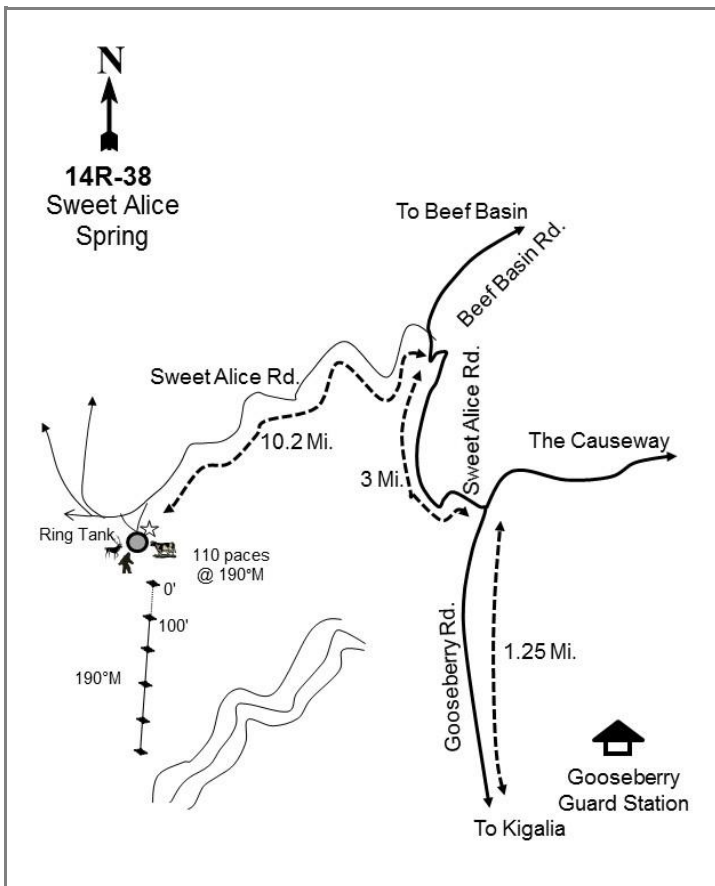 N
14R-38
Sweet Alice
Spring
To Beef Basin
Beef Basin Rd.
Sweet Alice Rd.
Sweet Alice Rd.
10.2 Mi.
3 Mi.
The Causeway
Ring Tank
110 paces
@ 190°M
0'
100'
190°M
Gooseberry Rd.
1.25 Mi.
Gooseberry
Guard Station
To Kigalia